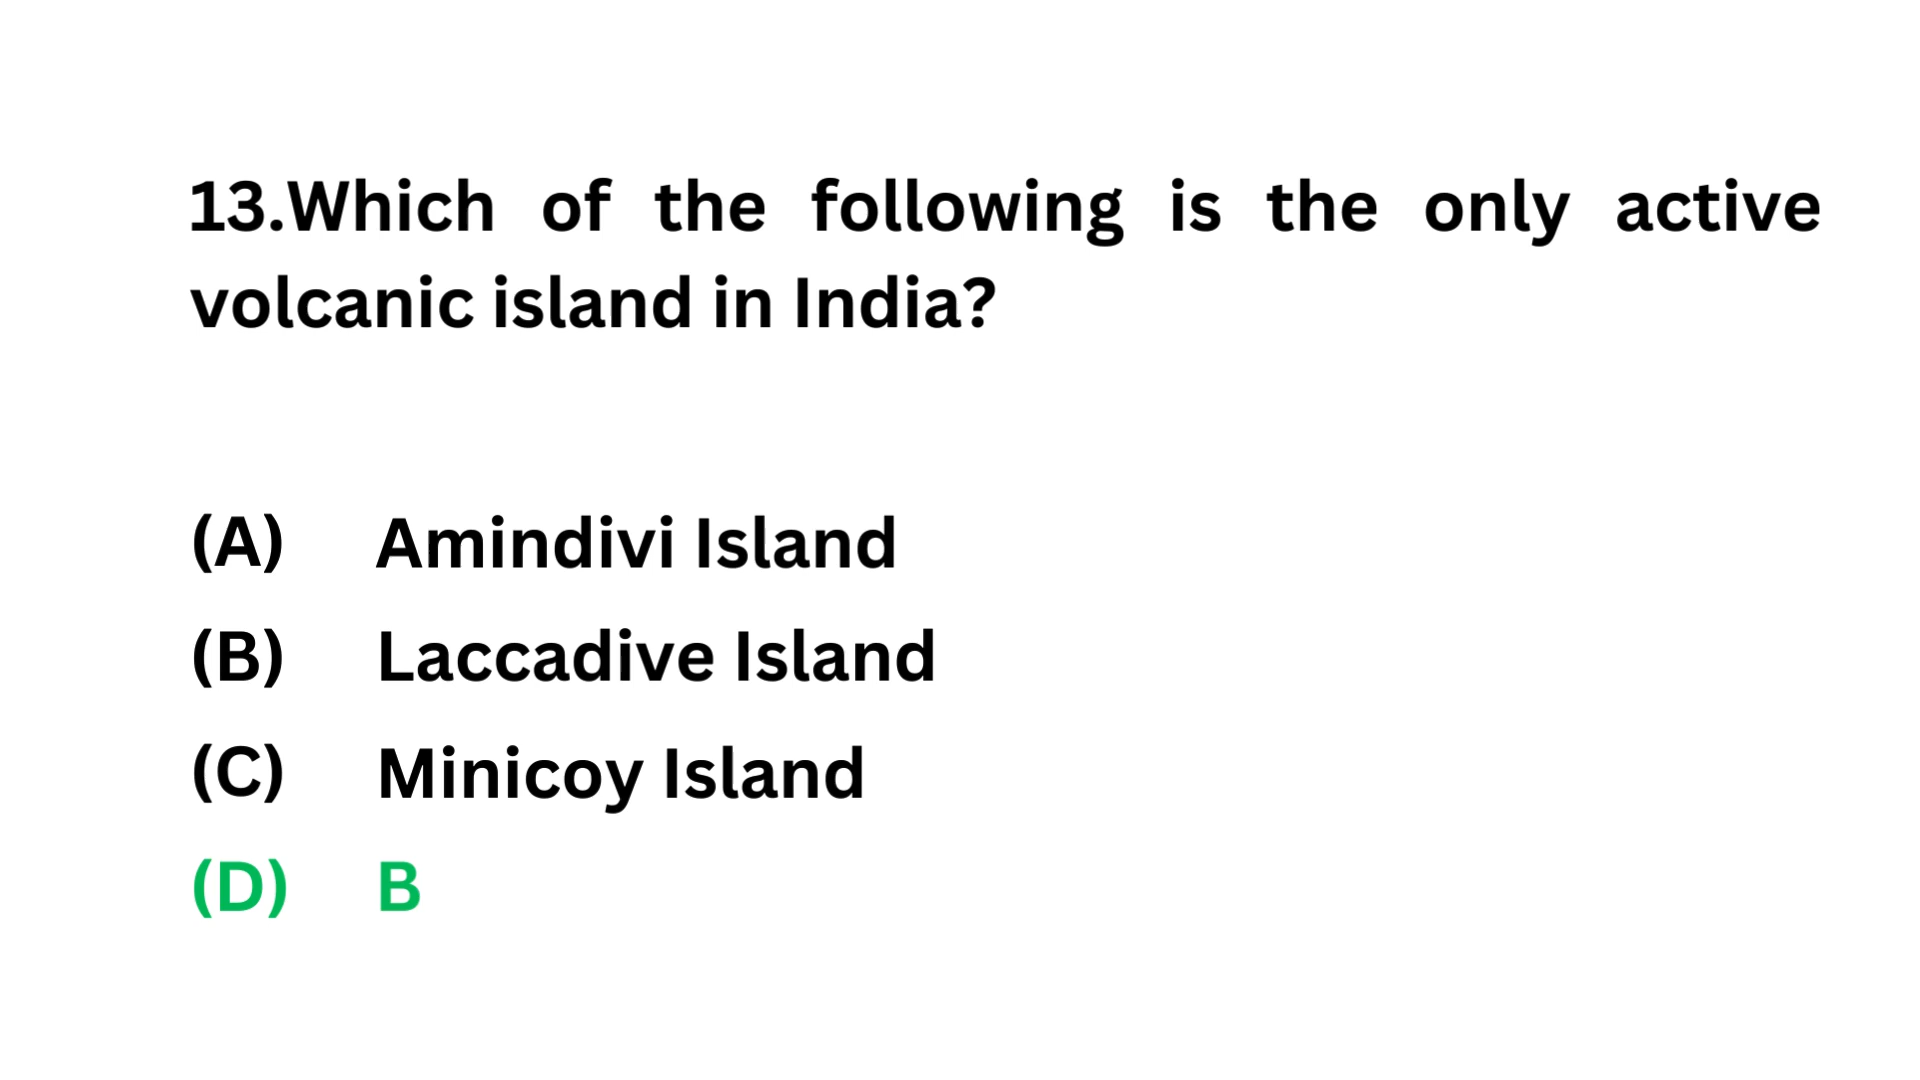 13.Which of the following is the only active
volcanic island in India?
(A) Amindivi Island
(B) Laccadive Island
(C) Minicoy Island
(D) B